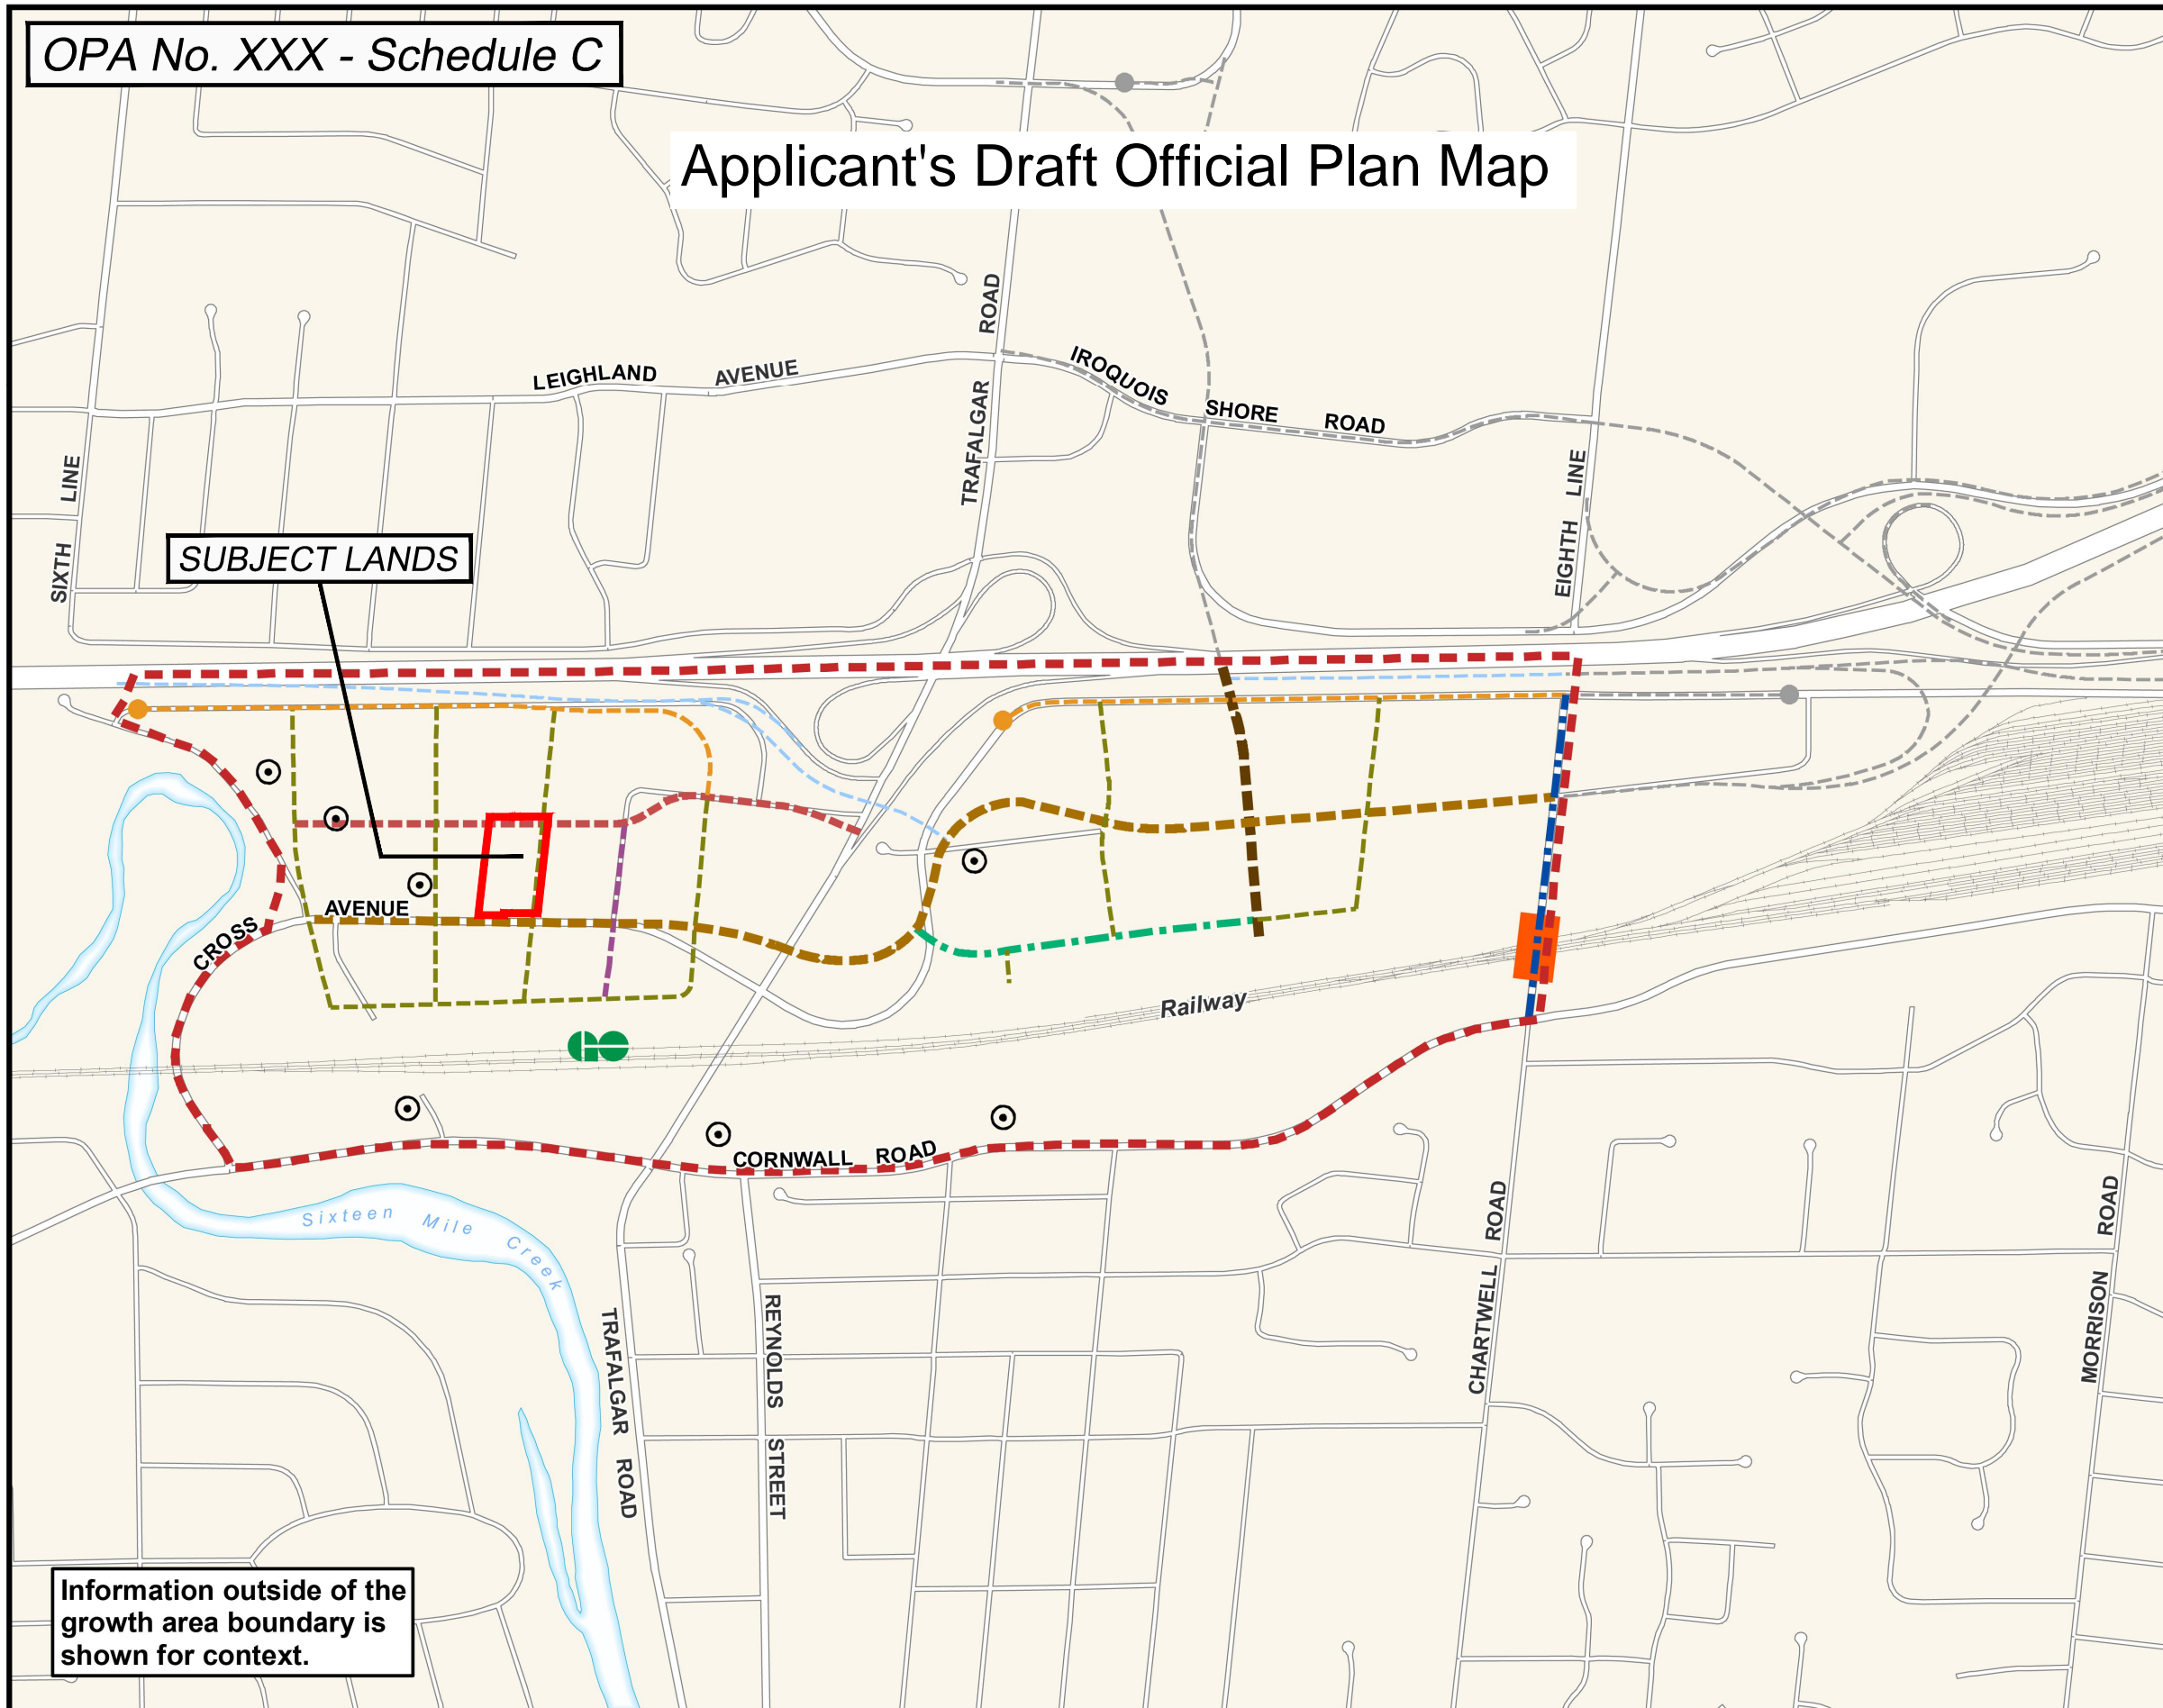 OPA No. XXX - Schedule C
Applicant's Draft Official Plan Map
TRAFALGAR ROAD
LEIGHLAND AVENUE
IROQUOIS SHORE ROAD
SIXTH LINE
EIGHTH LINE
SUBJECT LANDS
CROSS AVENUE
Railway
GO
CORNWALL ROAD
Sixteen Mile Creek
TRAFALGAR ROAD
REYNOLDS STREET
CHARTWELL ROAD
MORRISON ROAD
Information outside of the
growth area boundary is
shown for context.